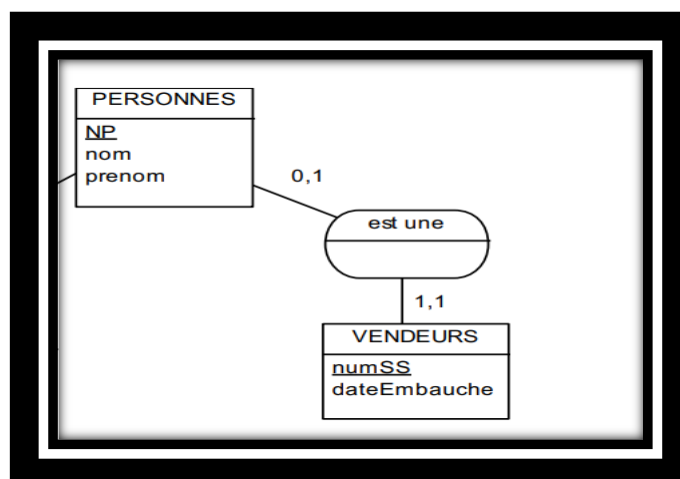 PERSONNES
NP
nom
prenom
0,1
est une
1,1
VENDEURS
numSS
dateEmbauche